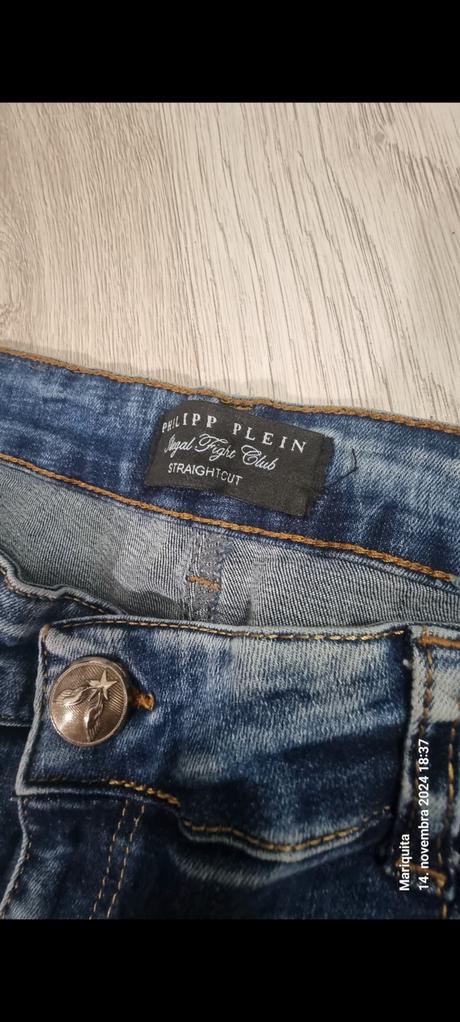 PHILIPP PLEIN
Illegal Fight Club
STRAIGHTCUT
Mariquita
14. novembra 2024 18:37